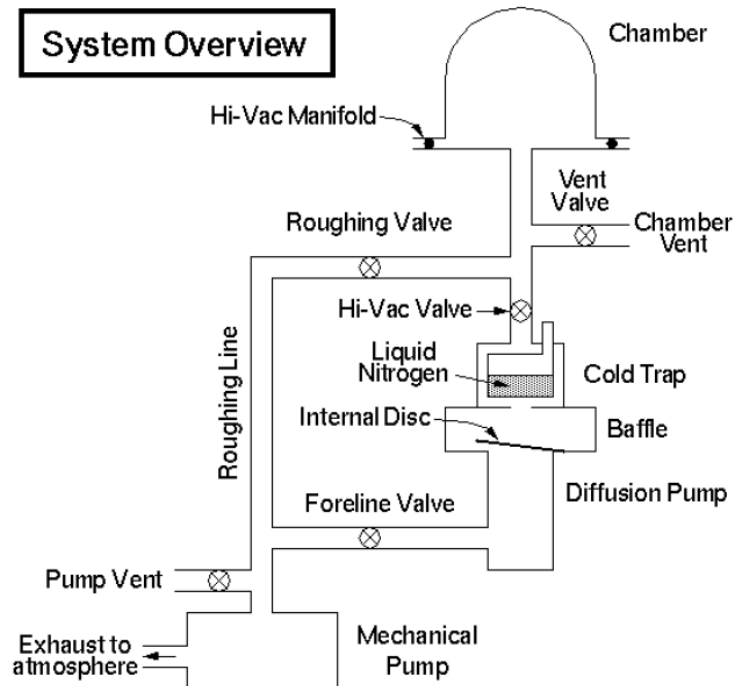 System Overview
Chamber
Hi-Vac Manifold
Vent
Valve
Roughing Valve
Chamber
Vent
Hi-Vac Valve
Liquid
Nitrogen
Cold Trap
Internal Disc
Baffle
Roughing Line
Diffusion Pump
Foreline Valve
Pump Vent
Mechanical
Pump
Exhaust to
atmosphere